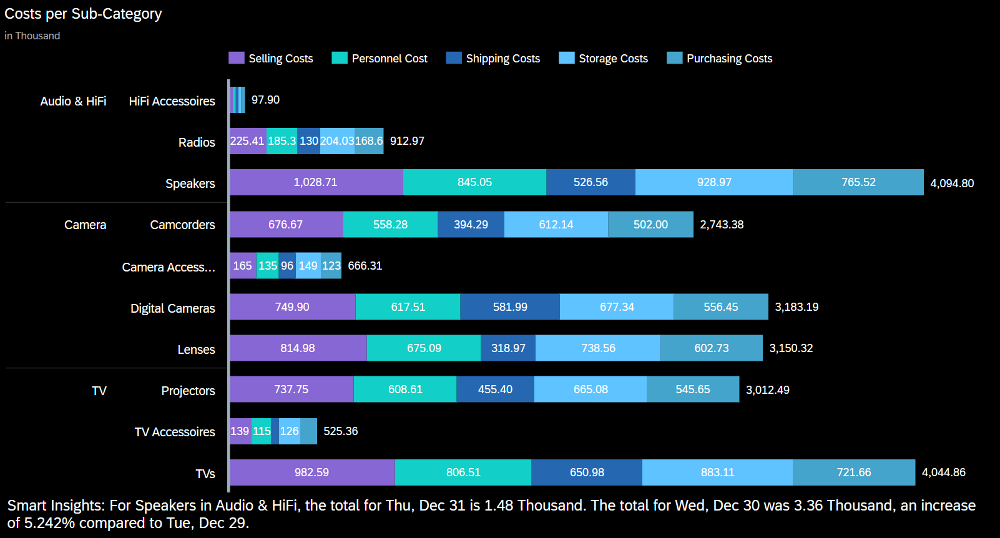 Costs per Sub-Category
in Thousand
Selling Costs Personnel Cost Shipping Costs Storage Costs Purchasing Costs
Audio & HiFi HiFi Accessoires 97.90
Radios 225.41 185.3 130 204.03 168.6 912.97
Speakers 1,028.71 845.05 526.56 928.97 765.52 4,094.80
Camera Camcorders 676.67 558.28 394.29 612.14 502.00 2,743.38
Camera Access... 165 135 96 149 123 666.31
Digital Cameras 749.90 617.51 581.99 677.34 556.45 3,183.19
Lenses 814.98 675.09 318.97 738.56 602.73 3,150.32
TV Projectors 737.75 608.61 455.40 665.08 545.65 3,012.49
TV Accessoires 139 115 126 525.36
TVs 982.59 806.51 650.98 883.11 721.66 4,044.86
Smart Insights: For Speakers in Audio & HiFi, the total for Thu, Dec 31 is 1.48 Thousand. The total for Wed, Dec 30 was 3.36 Thousand, an increase
of 5.242% compared to Tue, Dec 29.